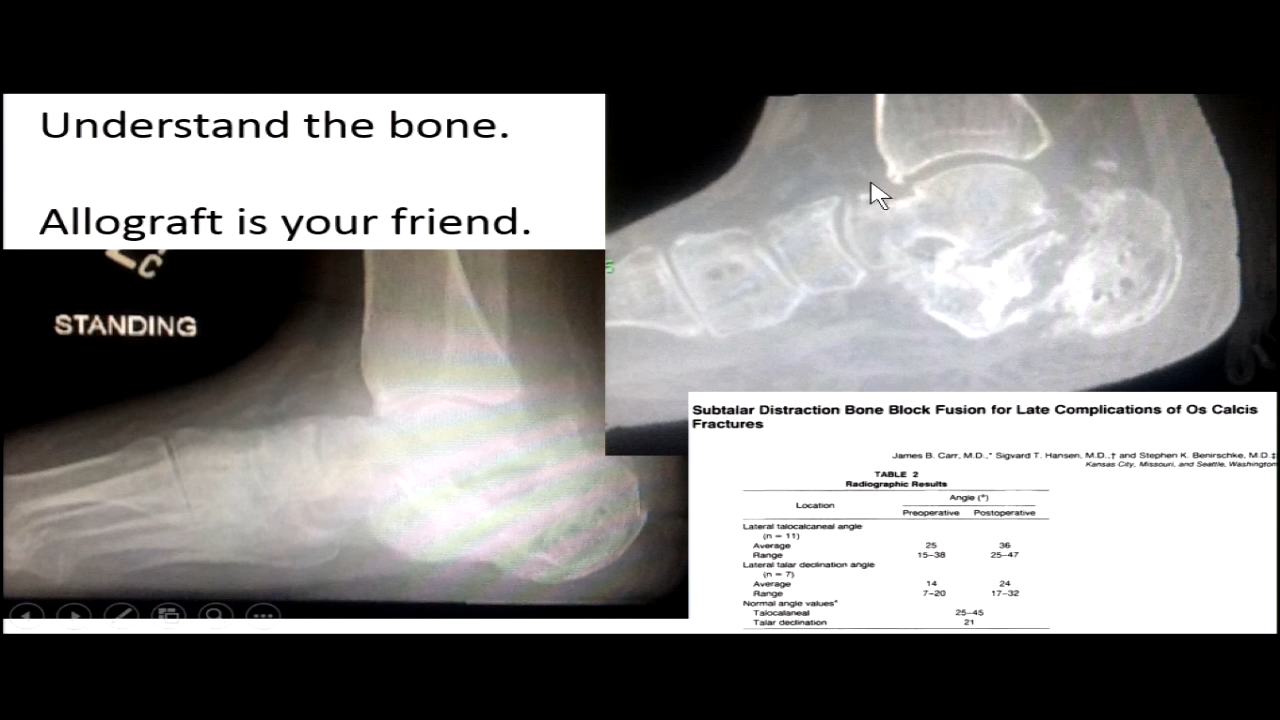 Understand the bone.
Allograft is your friend.
C
STANDING
Subtalar Distraction Bone Block Fusion for Late Complications of Os Calcis
Fractures
James B. Carr, M.D.,* Sigvard T. Hansen, M.D.,† and Stephen K. Benirschke, M.D.‡
Kansas City, Missouri, and Seattle, Washington
TABLE 2
Radiographic Results
Location
Angle (°)
Preoperative Postoperative
Lateral talocalcaneal angle
(n = 11)
Average 25 36
Range 15–38 25–47
Lateral talar declination angle
(n = 7)
Average 14 24
Range 7–20 17–32
Normal angle values*
Talocalaneal 25–45
Talar declination 21